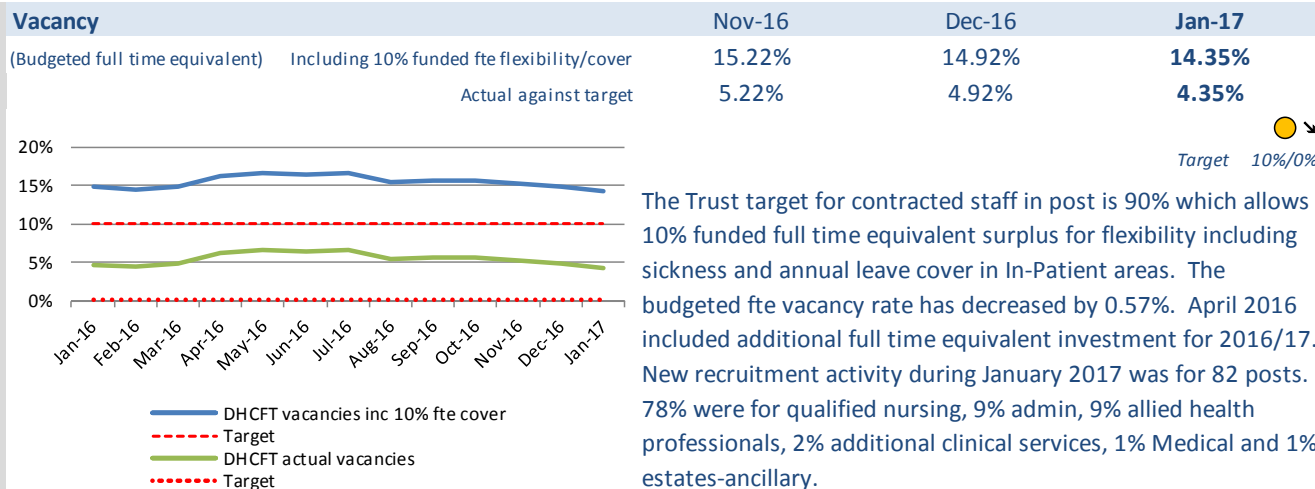 Vacancy Nov-16 Dec-16 Jan-17
(Budgeted full time equivalent) Including 10% funded fte flexibility/cover 15.22% 14.92% 14.35%
Actual against target 5.22% 4.92% 4.35%
Target 10%/0%
20%
15%
10%
5%
0%
Jan-16 Feb-16 Mar-16 Apr-16 May-16 Jun-16 Jul-16 Aug-16 Sep-16 Oct-16 Nov-16 Dec-16 Jan-17
DHCFT vacancies inc 10% fte cover
Target
DHCFT actual vacancies
Target
The Trust target for contracted staff in post is 90% which allows
10% funded full time equivalent surplus for flexibility including
sickness and annual leave cover in In-Patient areas. The
budgeted fte vacancy rate has decreased by 0.57%. April 2016
included additional full time equivalent investment for 2016/17.
New recruitment activity during January 2017 was for 82 posts.
78% were for qualified nursing, 9% admin, 9% allied health
professionals, 2% additional clinical services, 1% Medical and 1%
estates-ancillary.